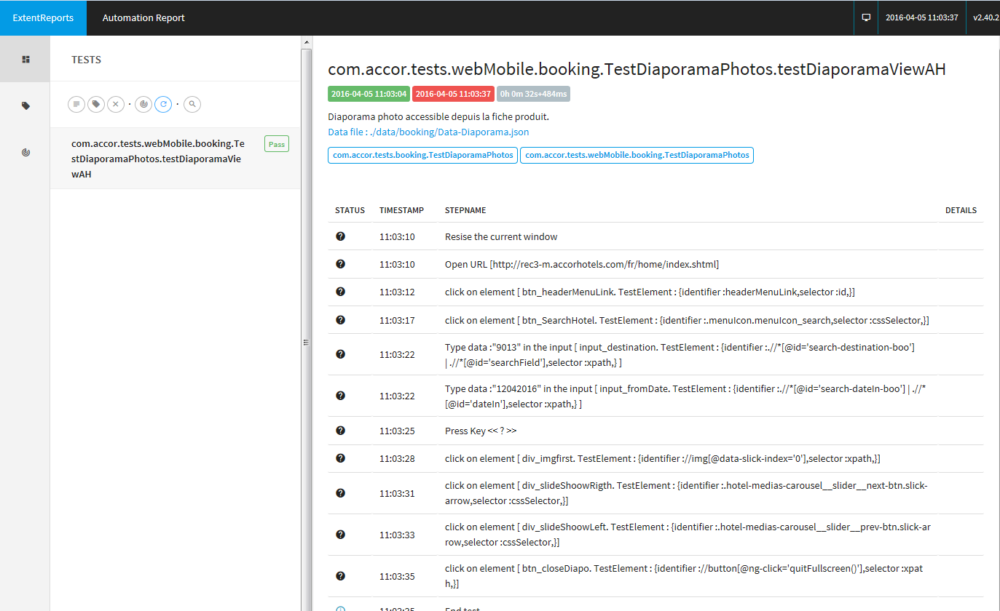 ExtentReports
Automation Report
2016-04-05 11:03:37
v2.40.2
TESTS
com.accor.tests.webMobile.booking.Te
stDiaporamaPhotos.testDiaporamaVie
wAH
Pass
com.accor.tests.webMobile.booking.TestDiaporamaPhotos.testDiaporamaViewAH
2016-04-05 11:03:04 2016-04-05 11:03:37 0h 0m 32s+484ms
Diaporama photo accessible depuis la fiche produit.
Data file : ./data/booking/Data-Diaporama.json
com.accor.tests.booking.TestDiaporamaPhotos com.accor.tests.webMobile.booking.TestDiaporamaPhotos
STATUS TIMESTAMP STEPNAME DETAILS
11:03:10 Resise the current window
11:03:10 Open URL [http://rec3-m.accorhotels.com/fr/home/index.shtml]
11:03:12 click on element [ btn_headerMenuLink. TestElement : {identifier :headerMenuLink,selector :id,}]
11:03:17 click on element [ btn_SearchHotel. TestElement : {identifier :.menuIcon.menuIcon_search,selector :cssSelector,}]
11:03:22 Type data :"9013" in the input [ input_destination. TestElement : {identifier :.//*[@id='search-destination-boo']
| .//*[@id='searchField'],selector :xpath,} ]
11:03:22 Type data :"12042016" in the input [ input_fromDate. TestElement : {identifier :.//*[@id='search-dateIn-boo'] | .//*
[@id='dateIn'],selector :xpath,} ]
11:03:25 Press Key << ? >>
11:03:28 click on element [ div_imgfirst. TestElement : {identifier ://img[@data-slick-index='0'],selector :xpath,}]
11:03:31 click on element [ div_slideShoowRigth. TestElement : {identifier :.hotel-medias-carousel__slider__next-btn.slick-
arrow,selector :cssSelector,}]
11:03:33 click on element [ div_slideShoowLeft. TestElement : {identifier :.hotel-medias-carousel__slider__prev-btn.slick-ar
row,selector :cssSelector,}]
11:03:35 click on element [ btn_closeDiapo. TestElement : {identifier ://button[@ng-click='quitFullscreen()'],selector :xpat
h,}]
11:03:35 End test